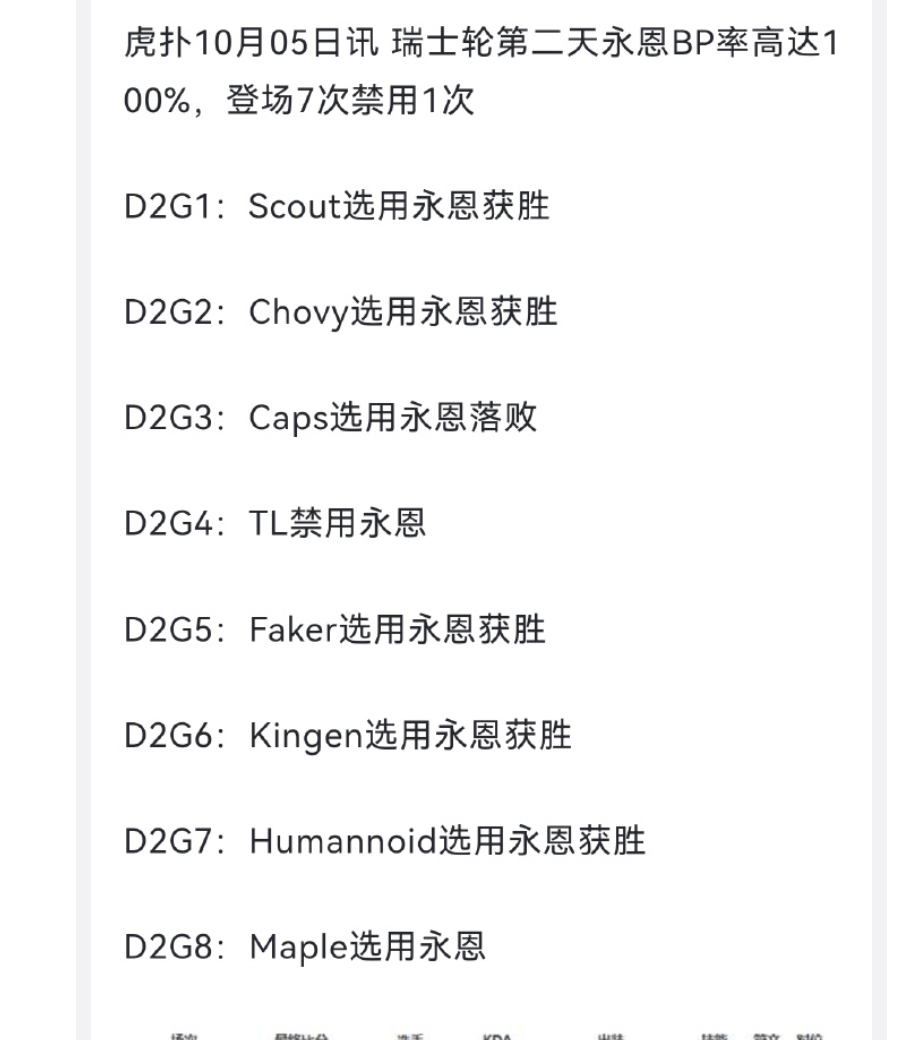 虎扑10月05日讯 瑞士轮第二天永恩BP率高达1
00%，登场7次禁用1次
D2G1：Scout选用永恩获胜
D2G2：Chovy选用永恩获胜
D2G3：Caps选用永恩落败
D2G4：TL禁用永恩
D2G5：Faker选用永恩获胜
D2G6：Kingen选用永恩获胜
D2G7：Humannoid选用永恩获胜
D2G8：Maple选用永恩